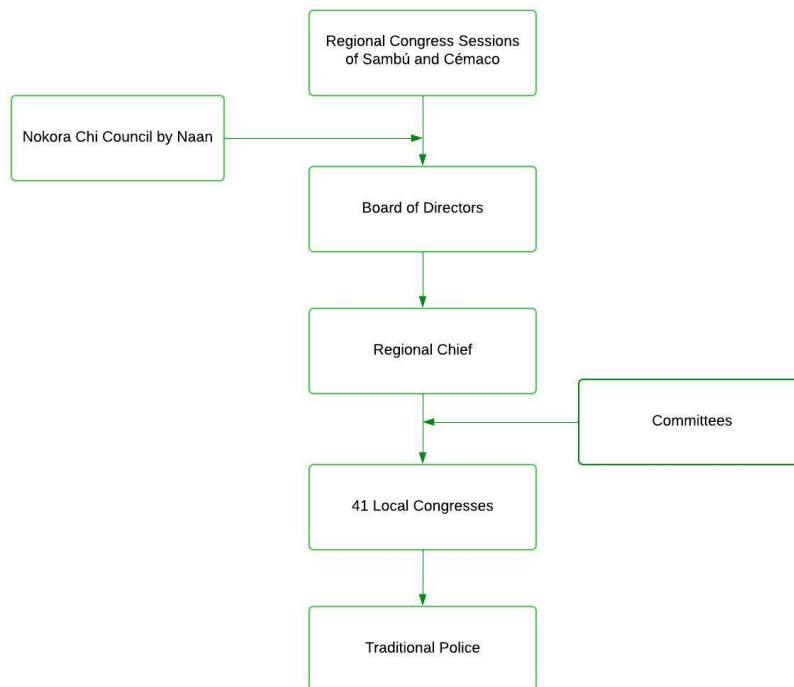 Regional Congress Sessions
of Sambú and Cémaco
Nokora Chi Council by Naan
Board of Directors
Regional Chief
Committees
41 Local Congresses
Traditional Police